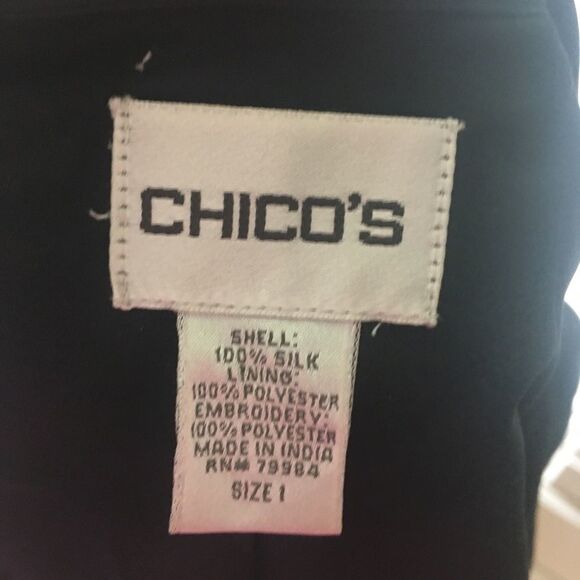 CHICO'S
SHELL:
100% SILK
LINING:
100% POLYESTER
EMBROIDERY:
100% POLYESTER
MADE IN INDIA
RN# 79984
SIZE 1